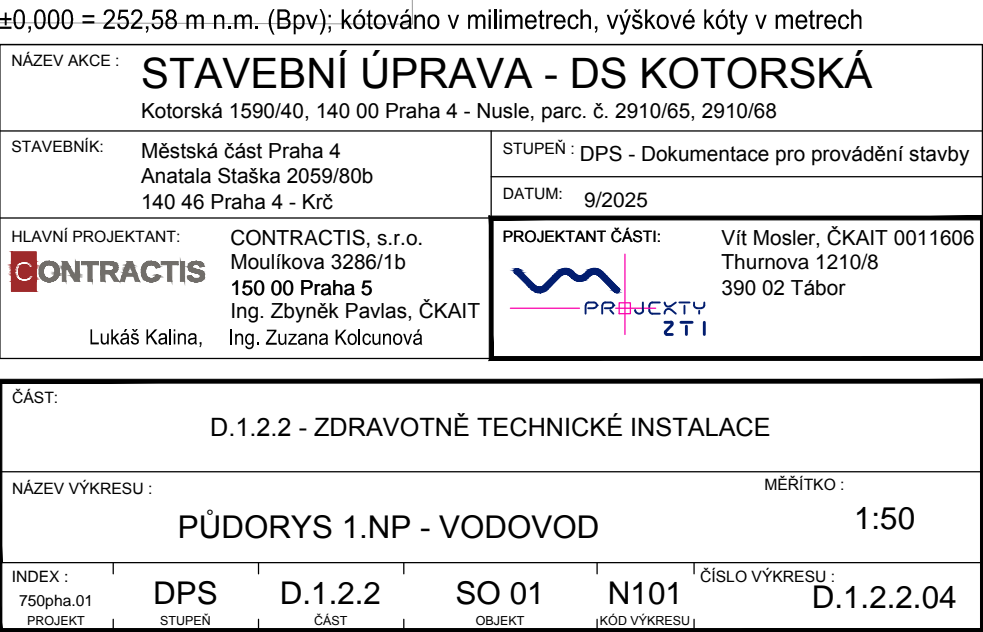 ±0,000 = 252,58 m n.m. (Bpv); kótováno v milimetrech, výškové kóty v metrech
NÁZEV AKCE :
STAVEBNÍ ÚPRAVA - DS KOTORSKÁ
Kotorská 1590/40, 140 00 Praha 4 - Nusle, parc. č. 2910/65, 2910/68
STAVEBNÍK:
Městská část Praha 4
Anatala Staška 2059/80b
140 46 Praha 4 - Krč
STUPEŇ : DPS - Dokumentace pro provádění stavby
DATUM: 9/2025
HLAVNÍ PROJEKTANT:
CONTRACTIS
CONTRACTIS, s.r.o.
Moulíkova 3286/1b
150 00 Praha 5
Ing. Zbyněk Pavlas, ČKAIT
Lukáš Kalina, Ing. Zuzana Kolcunová
PROJEKTANT ČÁSTI:
PROJEKTY
ZTI
Vít Mosler, ČKAIT 0011606
Thurnova 1210/8
390 02 Tábor
ČÁST:
D.1.2.2 - ZDRAVOTNĚ TECHNICKÉ INSTALACE
NÁZEV VÝKRESU :
PŮDORYS 1.NP - VODOVOD
MĚŘÍTKO :
1:50
INDEX :
750pha.01
PROJEKT
DPS
STUPEŇ
D.1.2.2
ČÁST
SO 01
OBJEKT
N101
KÓD VÝKRESU
ČÍSLO VÝKRESU :
D.1.2.2.04